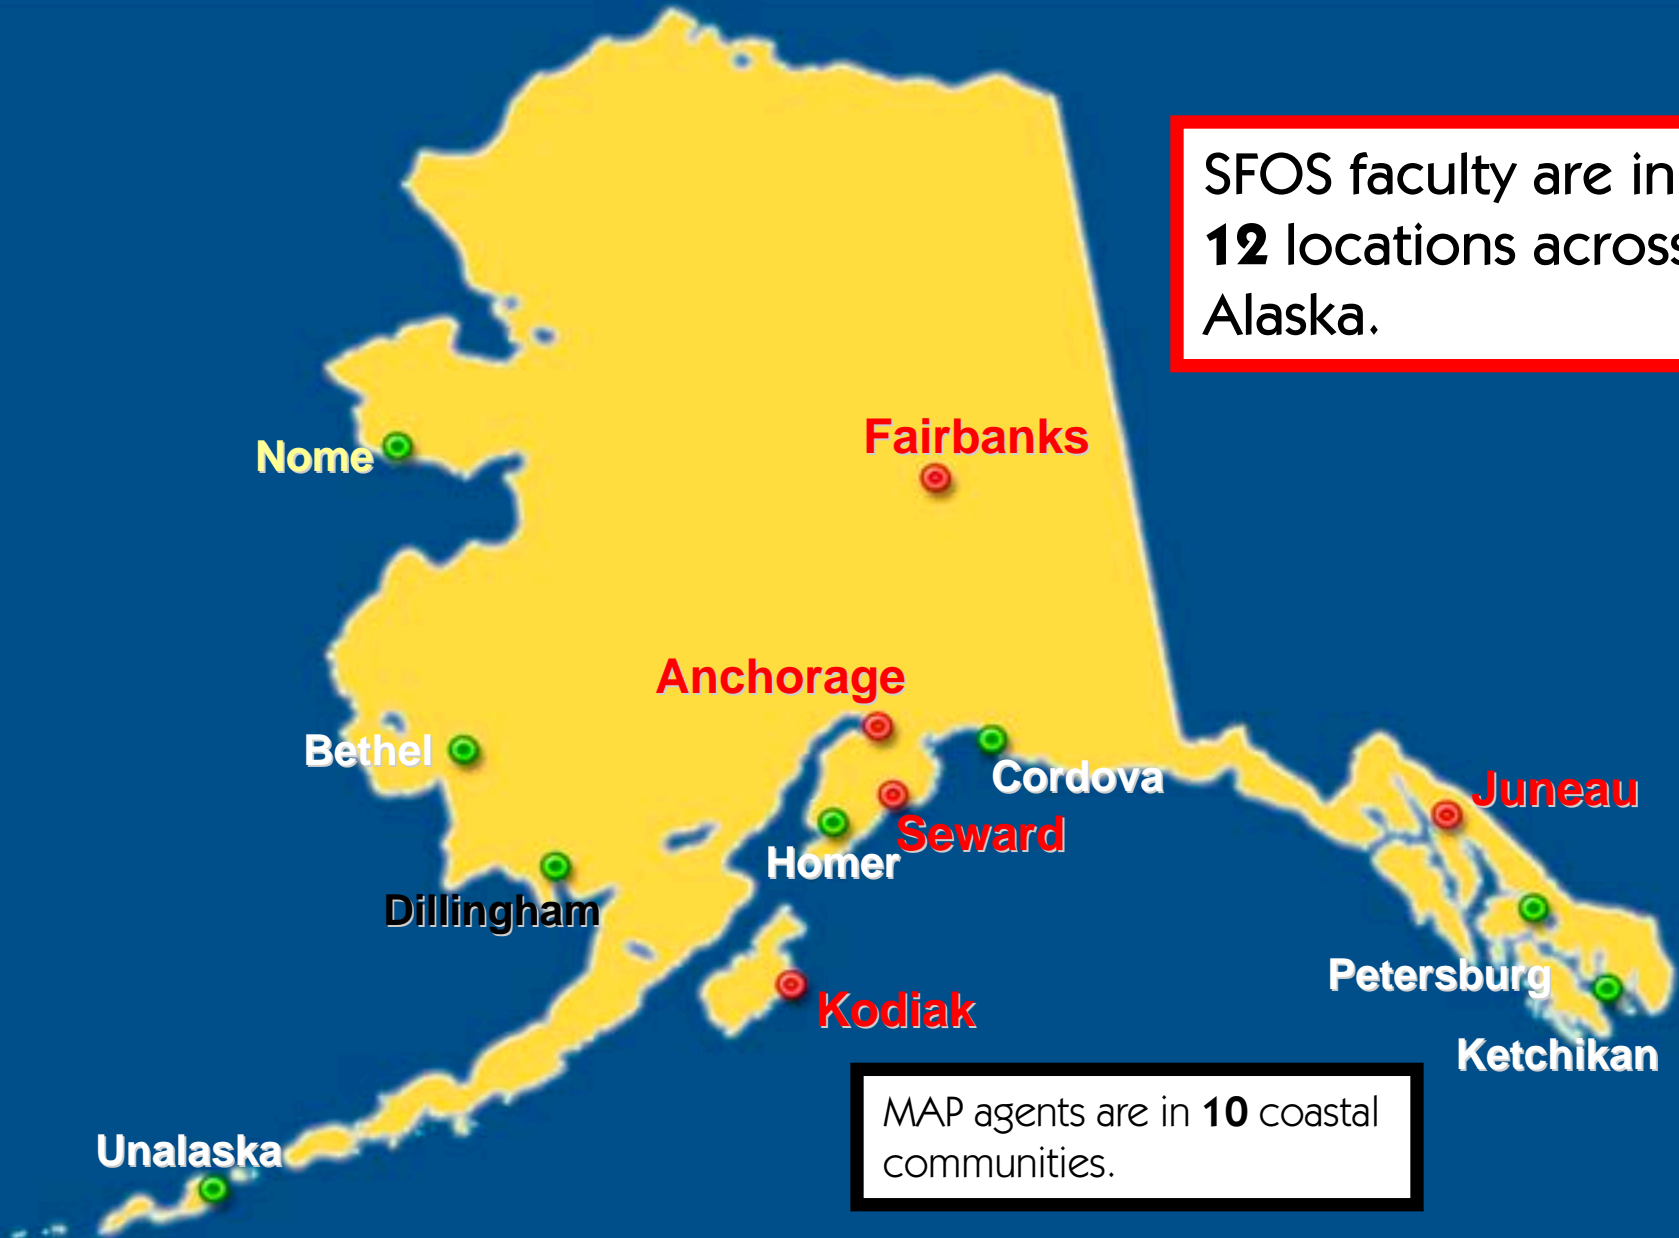 SFOS faculty are in
12 locations across
Alaska.
Fairbanks
Nome
Anchorage
Bethel
Cordova
Juneau
Seward
Homer
Dillingham
Petersburg
Kodiak
Ketchikan
MAP agents are in 10 coastal
communities.
Unalaska